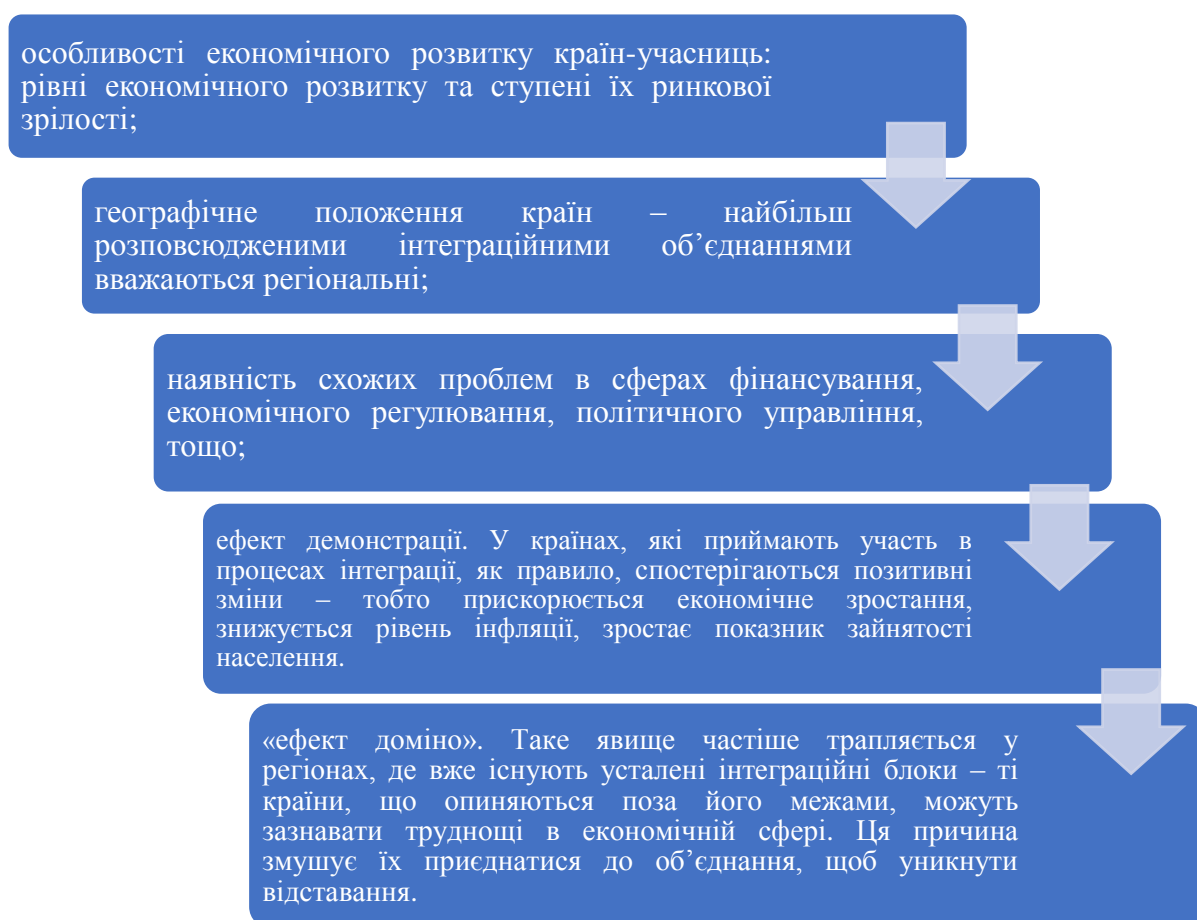 особливості економічного розвитку країн-учасниць:
рівні економічного розвитку та ступені їх ринкової
зрілості;
географічне положення країн – найбільш
розповсюдженими інтеграційними об’єднаннями
вважаються регіональні;
наявність схожих проблем в сферах фінансування,
економічного регулювання, політичного управління,
тощо;
ефект демонстрації. У країнах, які приймають участь в
процесах інтеграції, як правило, спостерігаються позитивні
зміни – тобто прискорюється економічне зростання,
знижується рівень інфляції, зростає показник зайнятості
населення.
«ефект доміно». Таке явище частіше трапляється у
регіонах, де вже існують усталені інтеграційні блоки – ті
країни, що опиняються поза його межами, можуть
зазнавати труднощі в економічній сфері. Ця причина
змушує їх приєднатися до об’єднання, щоб уникнути
відставання.